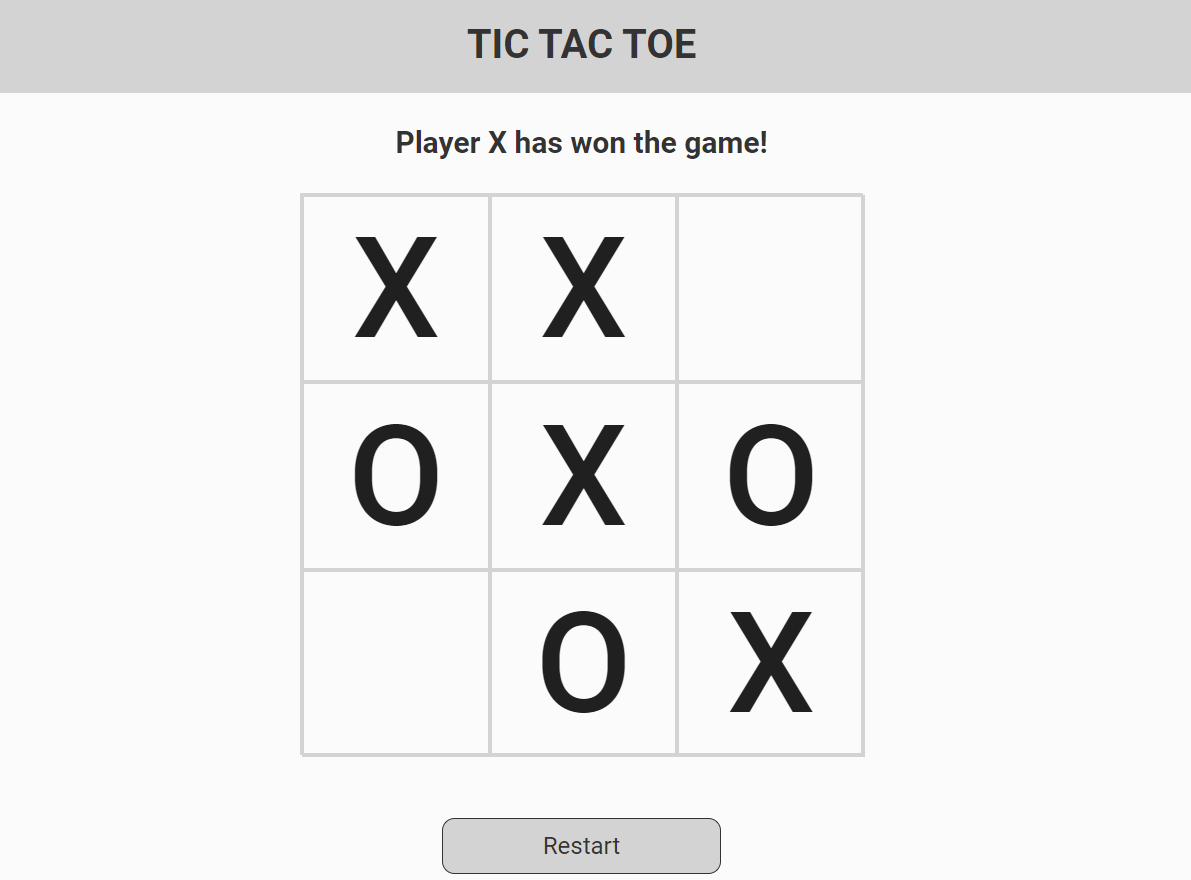 TIC TAC TOE
Player X has won the game!
X X
O X O
O X
Restart